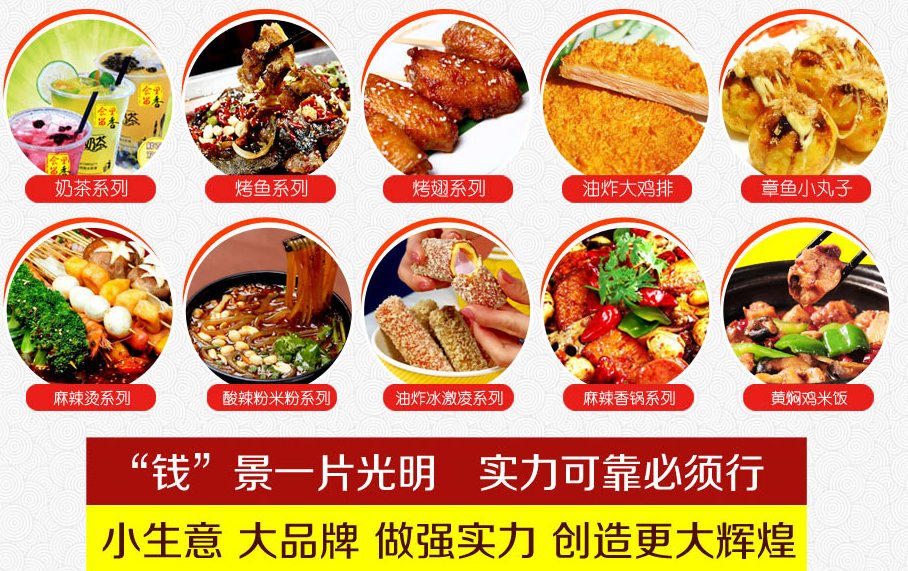 奶茶系列
烤鱼系列
烤翅系列
油炸大鸡排
章鱼小丸子
麻辣烫系列
酸辣粉米粉系列
油炸冰激凌系列
麻辣香锅系列
黄焖鸡米饭
“钱”景一片光明 实力可靠必须行
小生意 大品牌 做强实力 创造更大辉煌